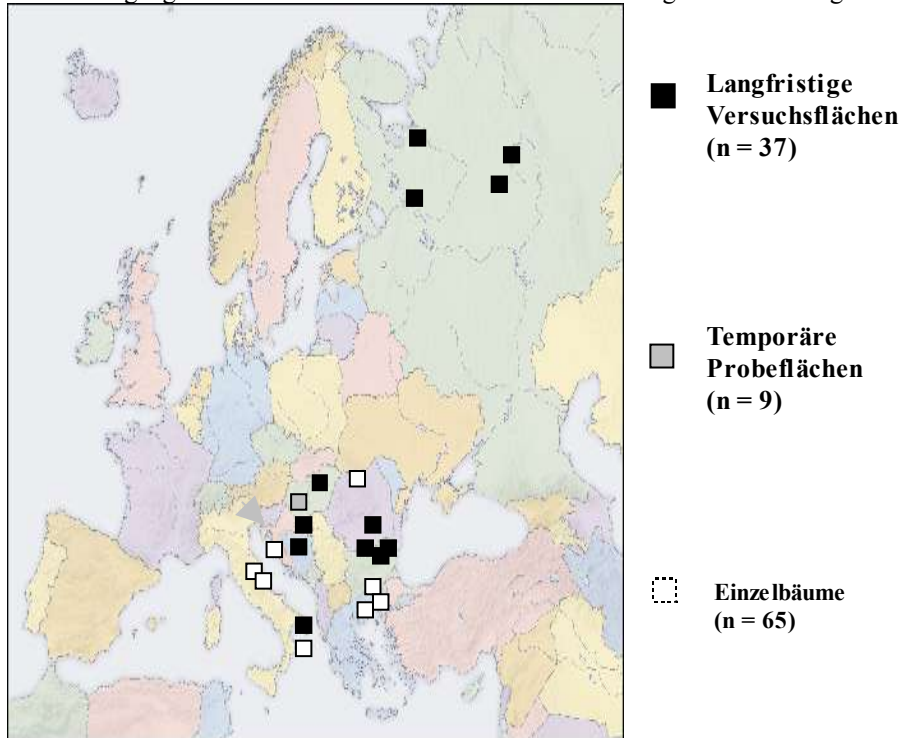 Langfristige
Versuchsflächen
(n = 37)
Temporäre
Probeflächen
(n = 9)
Einzelbäume
(n = 65)